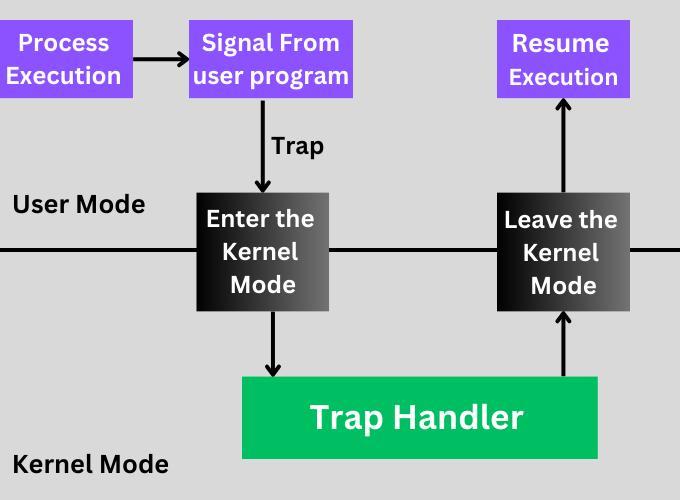 Process
Execution
Signal From
user program
Resume
Execution
Trap
User Mode
Enter the
Kernel
Mode
Leave the
Kernel
Mode
Trap Handler
Kernel Mode